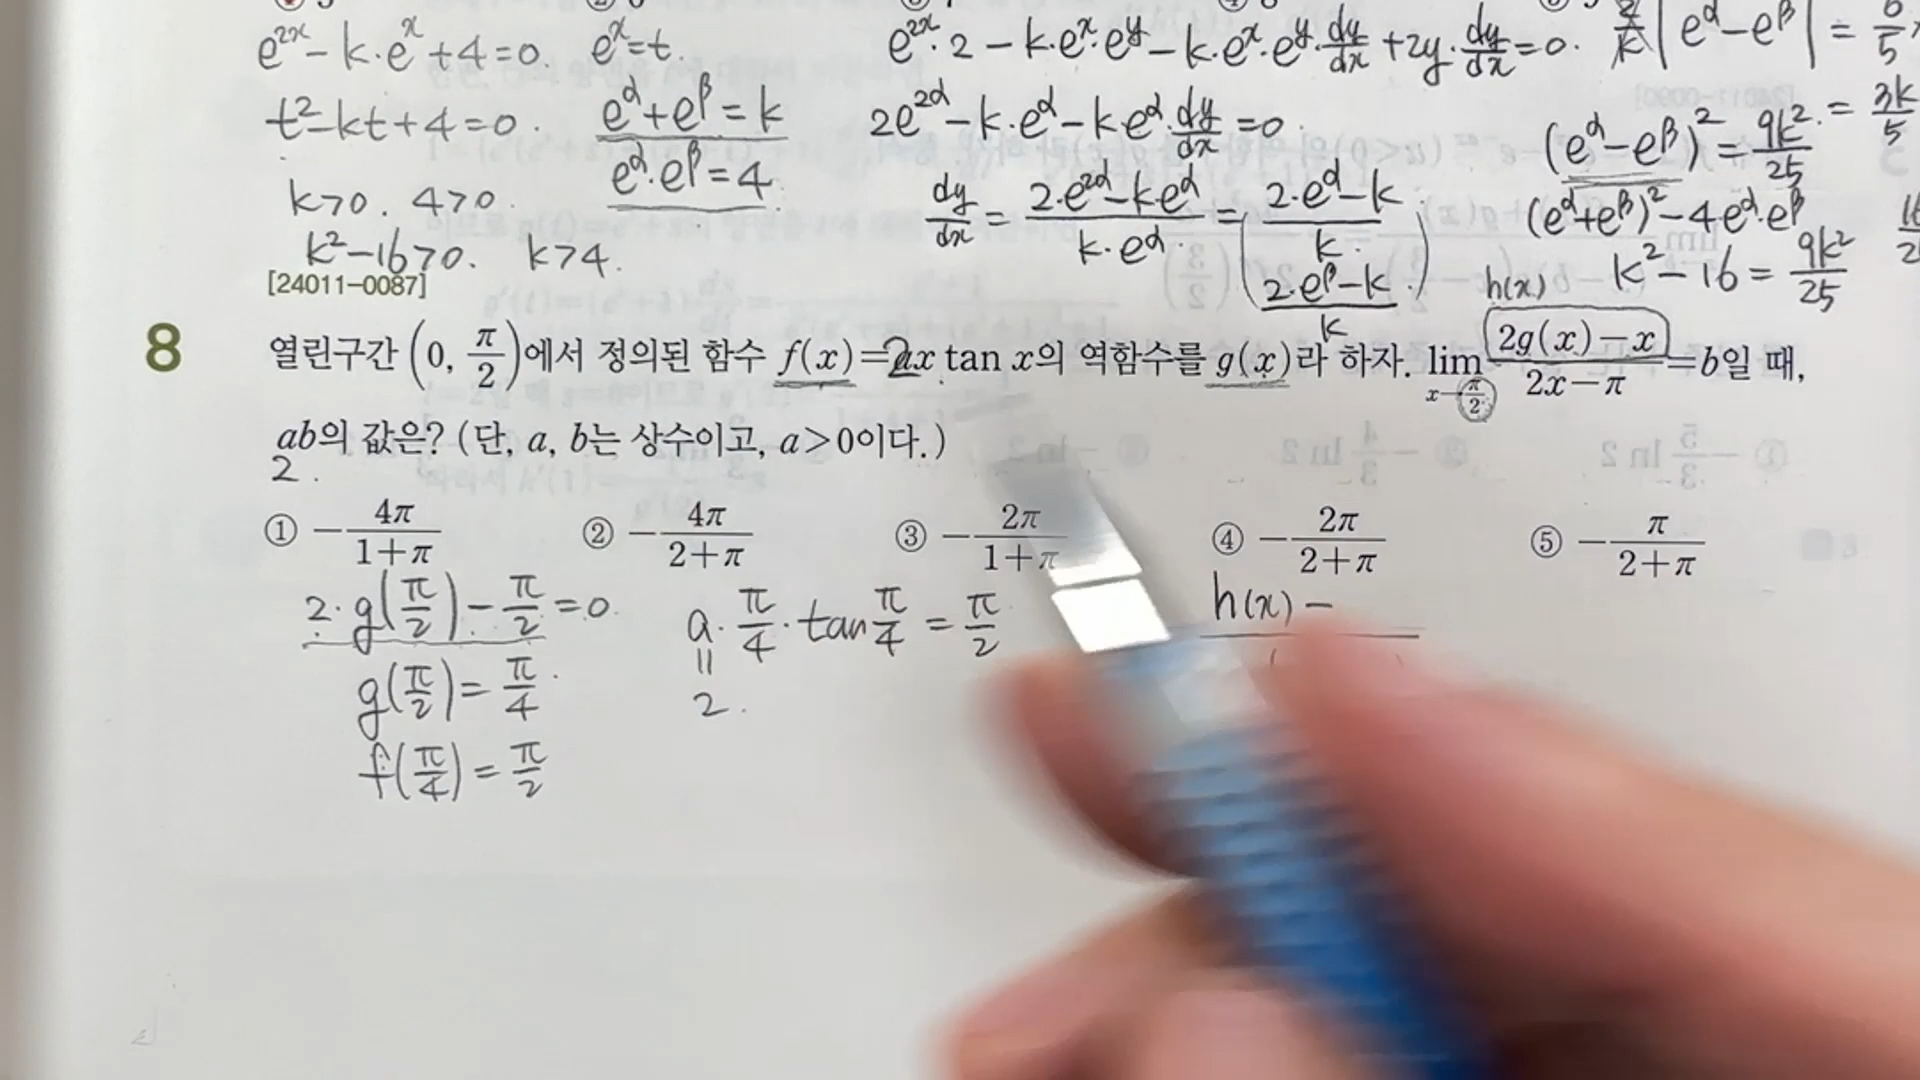 e^{2x} - k·e^x + 4 = 0. e^x = t.
t² - kt + 4 = 0. e^α + e^β = k
e^α·e^β = 4
k>0. 4>0.
k² - 16 > 0. k > 4.
e^{2x}·2 - k·e^x·e^y - k·e^x·e^y·dy/dx + 2y·dy/dx = 0.
2e^{2α} - k·e^α - ke^α·dy/dx = 0.
dy/dx = (2·e^{2α} - ke^α)/(k·e^α) = (2·e^α - k)/k.
(2·e^β - k)/k
|e^α - e^β| =
(e^α - e^β)² = 9k²/25. = 3k/5
(e^α + e^β)² - 4e^α·e^β
k² - 16 = 9k²/25
[24011-0087]
h(x)
8 열린구간 (0, π/2)에서 정의된 함수 f(x)=2x tan x의 역함수를 g(x)라 하자. lim_{x→π/2} (2g(x)-x)/(2x-π)=b일 때,
ab의 값은? (단, a, b는 상수이고, a>0이다.)
2.
① -4π/(1+π) ② -4π/(2+π) ③ -2π/(1+π) ④ -2π/(2+π) ⑤ -π/(2+π)
2·g(π/2) - π/2 = 0. a·π/4·tan π/4 = π/2 h(x) -
g(π/2) = π/4.
2.
f(π/4) = π/2